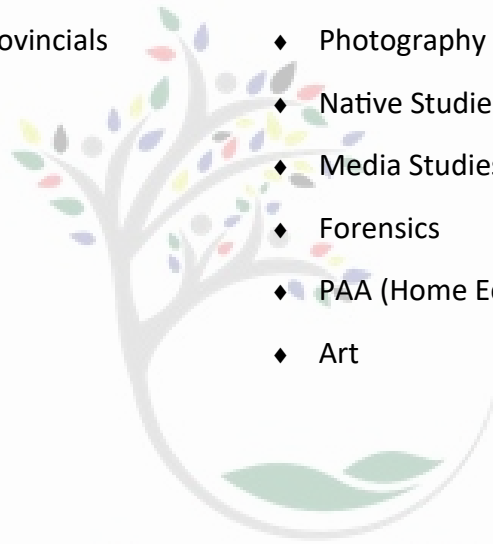 ovincials
♦ Photography
♦ Native Studie
♦ Media Studies
♦ Forensics
♦ PAA (Home Ec
♦ Art